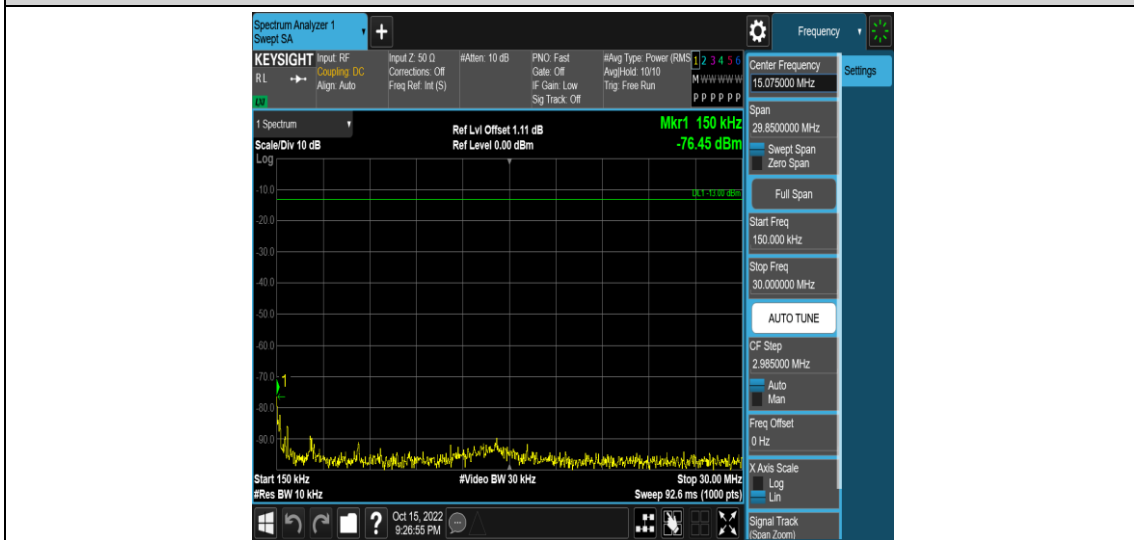 Spectrum Analyzer 1
Swept SA
Frequency
KEYSIGHT
RL
LXI
Input: RF
Coupling: DC
Align: Auto
Input Z: 50 Ω
Corrections: Off
Freq Ref: Int (S)
#Atten: 10 dB
PNO: Fast
Gate: Off
IF Gain: Low
Sig Track: Off
#Avg Type: Power (RMS
Avg|Hold: 10/10
Trig: Free Run
1 2 3 4 5 6
M W W W W W
P P P P P P
Center Frequency
15.075000 MHz
Settings
Span
29.8500000 MHz
Swept Span
Zero Span
Full Span
Start Freq
150.000 kHz
Stop Freq
30.000000 MHz
AUTO TUNE
CF Step
2.985000 MHz
Auto
Man
Freq Offset
0 Hz
X Axis Scale
Log
Lin
Signal Track
(Span Zoom)
1 Spectrum
Scale/Div 10 dB
Log
Ref Lvl Offset 1.11 dB
Ref Level 0.00 dBm
Mkr1 150 kHz
-76.45 dBm
DL1 -13.00 dBm
-10.0
-20.0
-30.0
-40.0
-50.0
-60.0
-70.0
1
-80.0
-90.0
Start 150 kHz
#Res BW 10 kHz
#Video BW 30 kHz
Stop 30.00 MHz
Sweep 92.6 ms (1000 pts)
?
Oct 15, 2022
9:26:55 PM